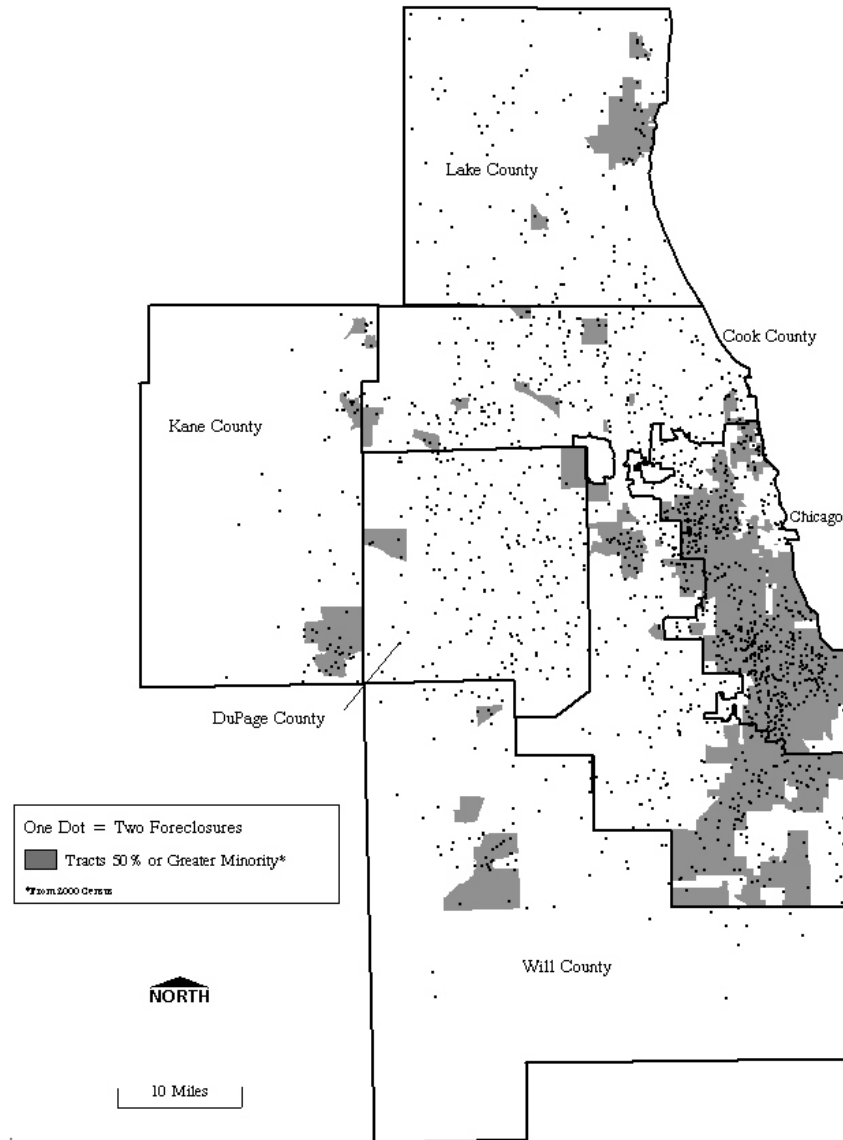 Lake County
Cook County
Kane County
Chicago
DuPage County
One Dot = Two Foreclosures
Tracts 50% or Greater Minority*
*From 2000 Census
Will County
NORTH
10 Miles